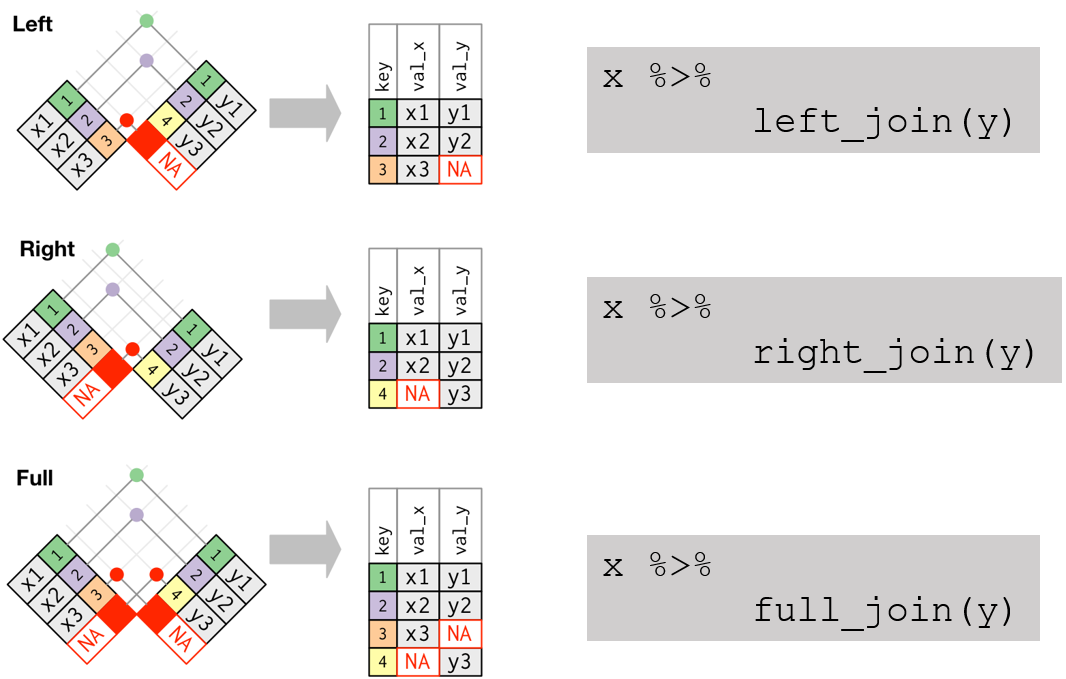 Left
1 x1
2 x2
3 x3
1 y1
2 y2
4 y3
NA
key val_x val_y
1 x1 y1
2 x2 y2
3 x3 NA
x %>%
left_join(y)
Right
1 x1
2 x2
3 x3
NA
1 y1
2 y2
4 y3
key val_x val_y
1 x1 y1
2 x2 y2
4 NA y3
x %>%
right_join(y)
Full
1 x1
2 x2
3 x3
NA
1 y1
2 y2
4 y3
NA
key val_x val_y
1 x1 y1
2 x2 y2
3 x3 NA
4 NA y3
x %>%
full_join(y)